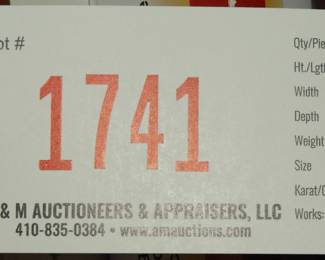 ot #
1741
& M AUCTIONEERS & APPRAISERS, LLC
410-835-0384 • www.amauctions.com
Qty/Pie
Ht./Lgth
Width
Depth
Weight
Size
Karat/C
Works: